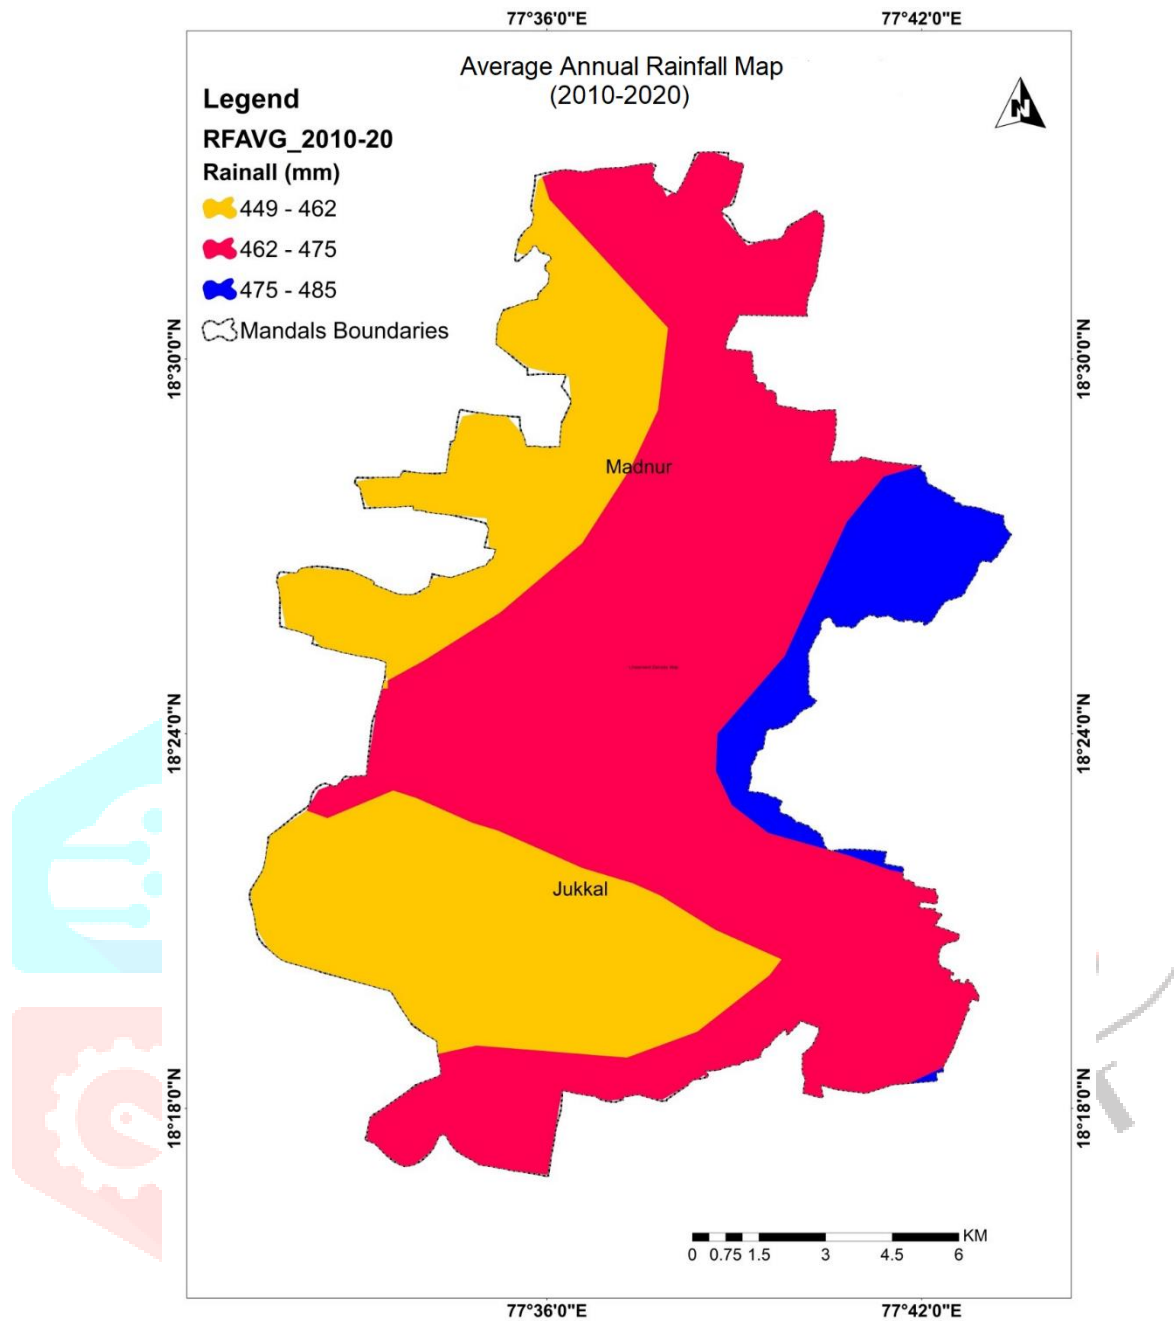 77°36'0"E 77°42'0"E
Average Annual Rainfall Map
(2010-2020)
Legend
RFAVG_2010-20
Rainall (mm)
449 - 462
462 - 475
475 - 485
Mandals Boundaries
N
18°30'0"N 18°30'0"N
Madnur
18°24'0"N 18°24'0"N
Jukkal
18°18'0"N 18°18'0"N
KM
0 0.75 1.5 3 4.5 6
77°36'0"E 77°42'0"E